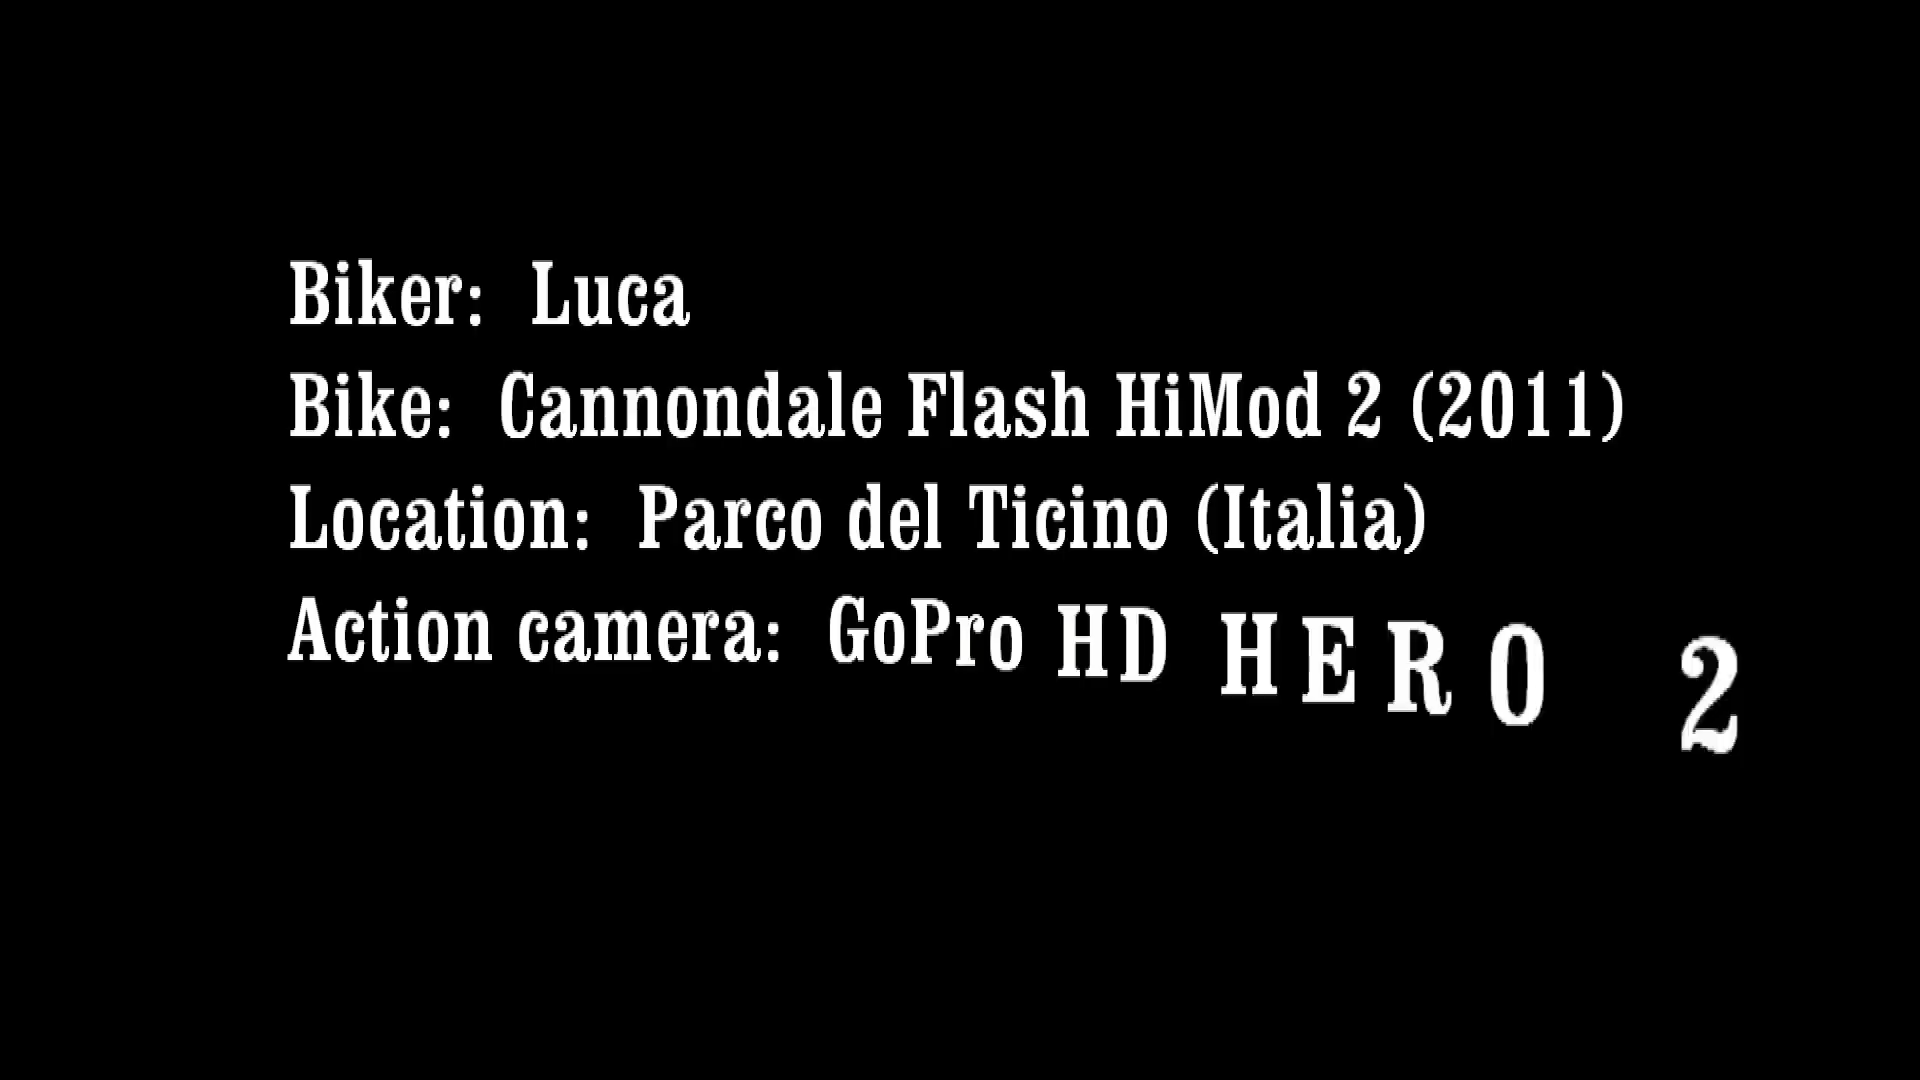 Biker: Luca
Bike: Cannondale Flash HiMod 2 (2011)
Location: Parco del Ticino (Italia)
Action camera: GoPro HD HERO 2